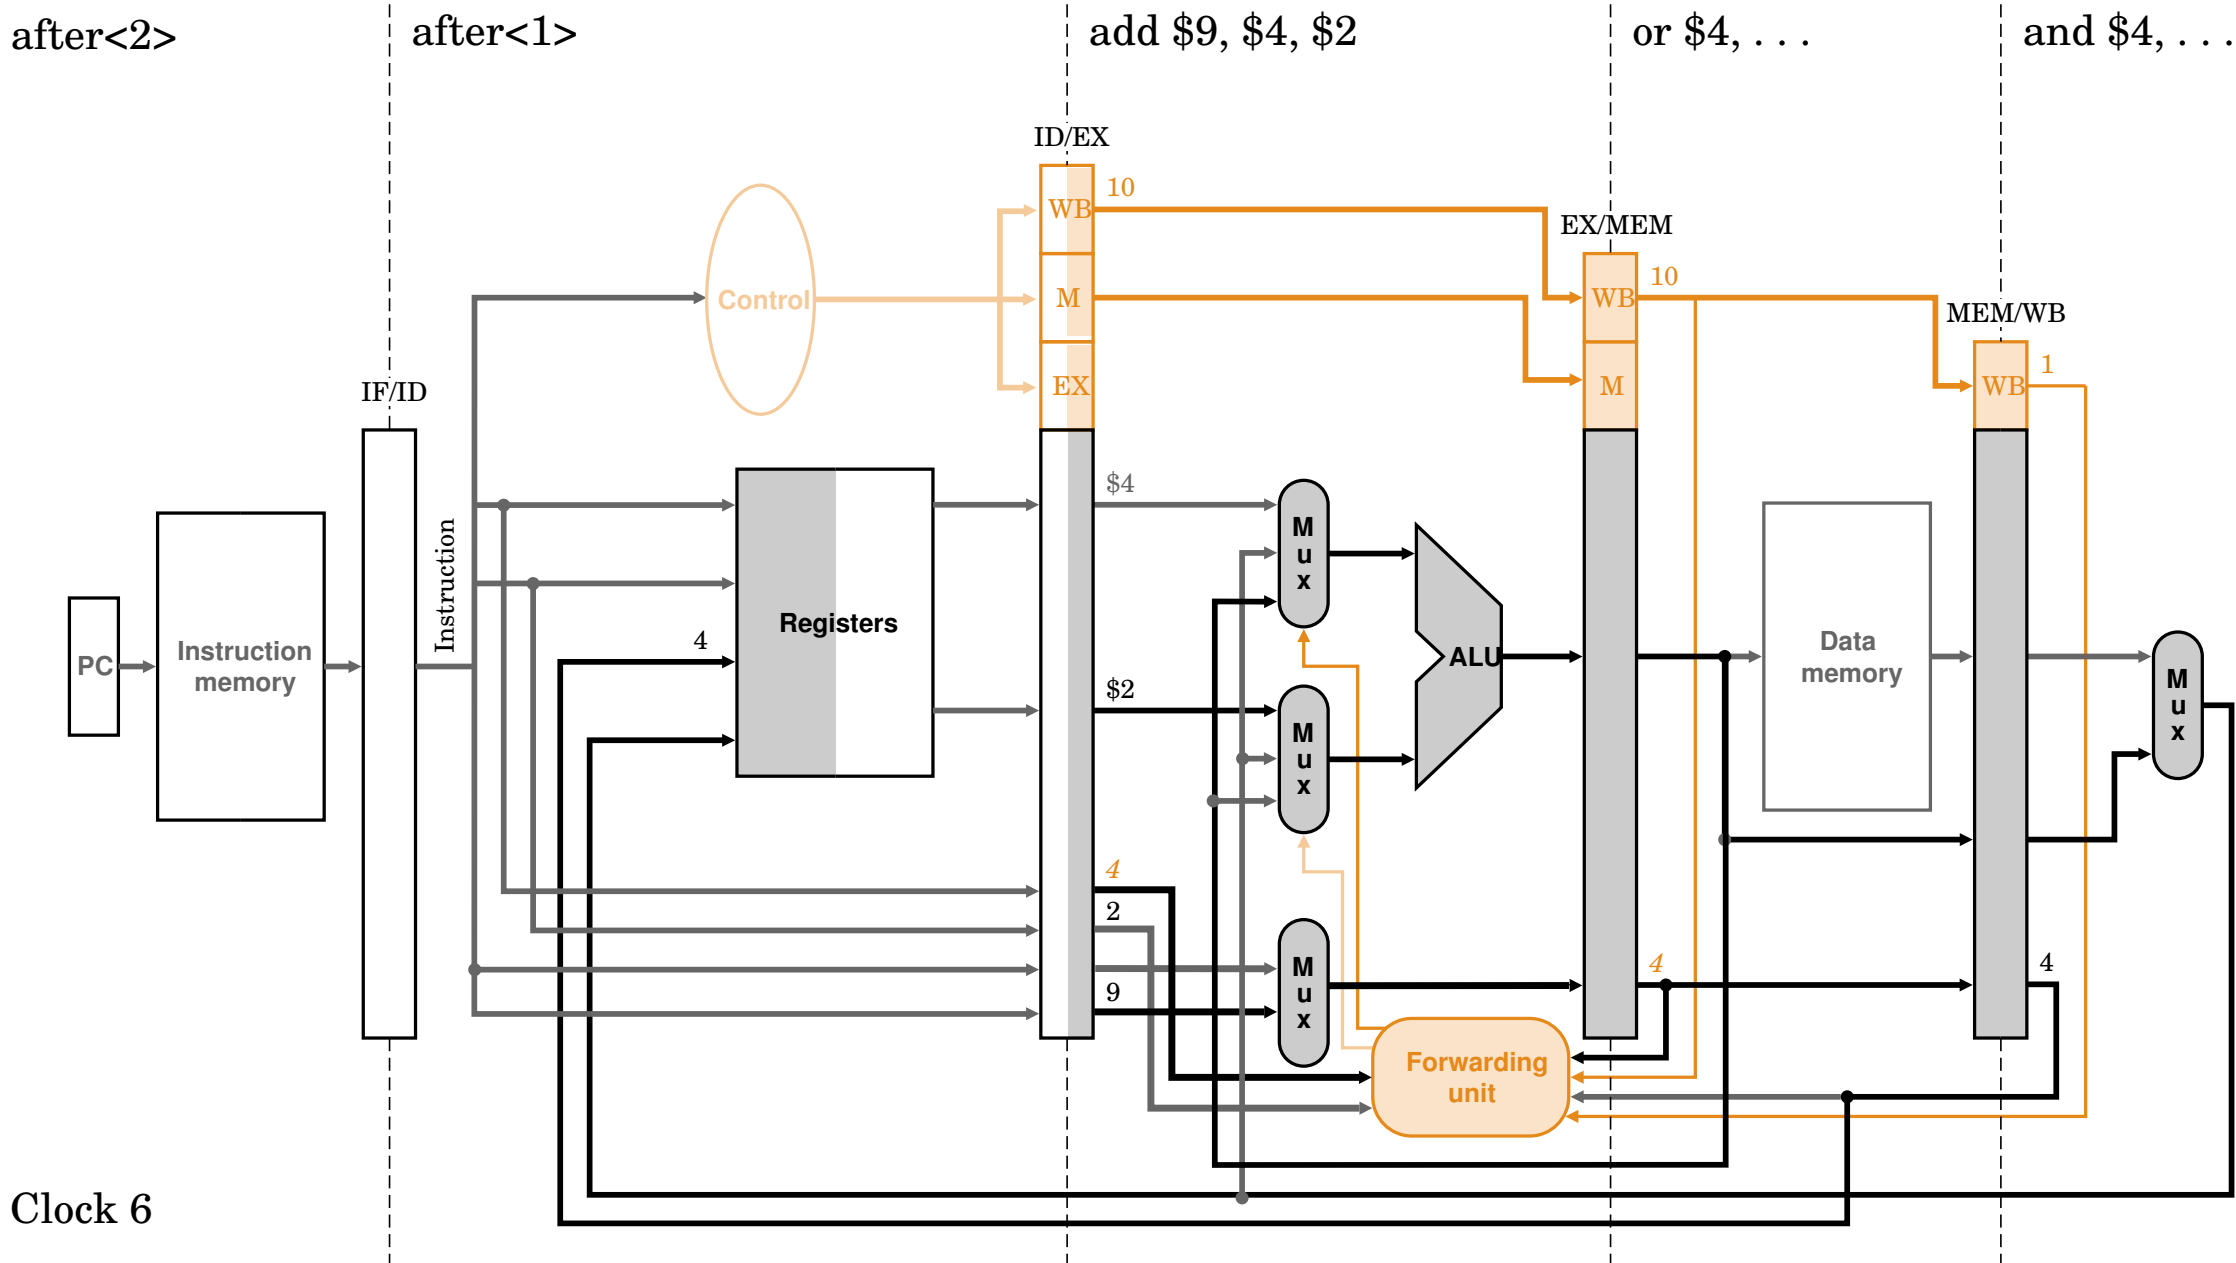 after<2>
after<1>
add $9, $4, $2
or $4, . . .
and $4, . . .
ID/EX
10
WB
EX/MEM
10
Control
M
WB
MEM/WB
1
EX
M
WB
IF/ID
$4
M
u
x
Instruction
Registers
4
PC
Instruction
memory
ALU
Data
memory
M
u
x
$2
M
u
x
4
2
9
M
u
x
4
4
Forwarding
unit
Clock 6